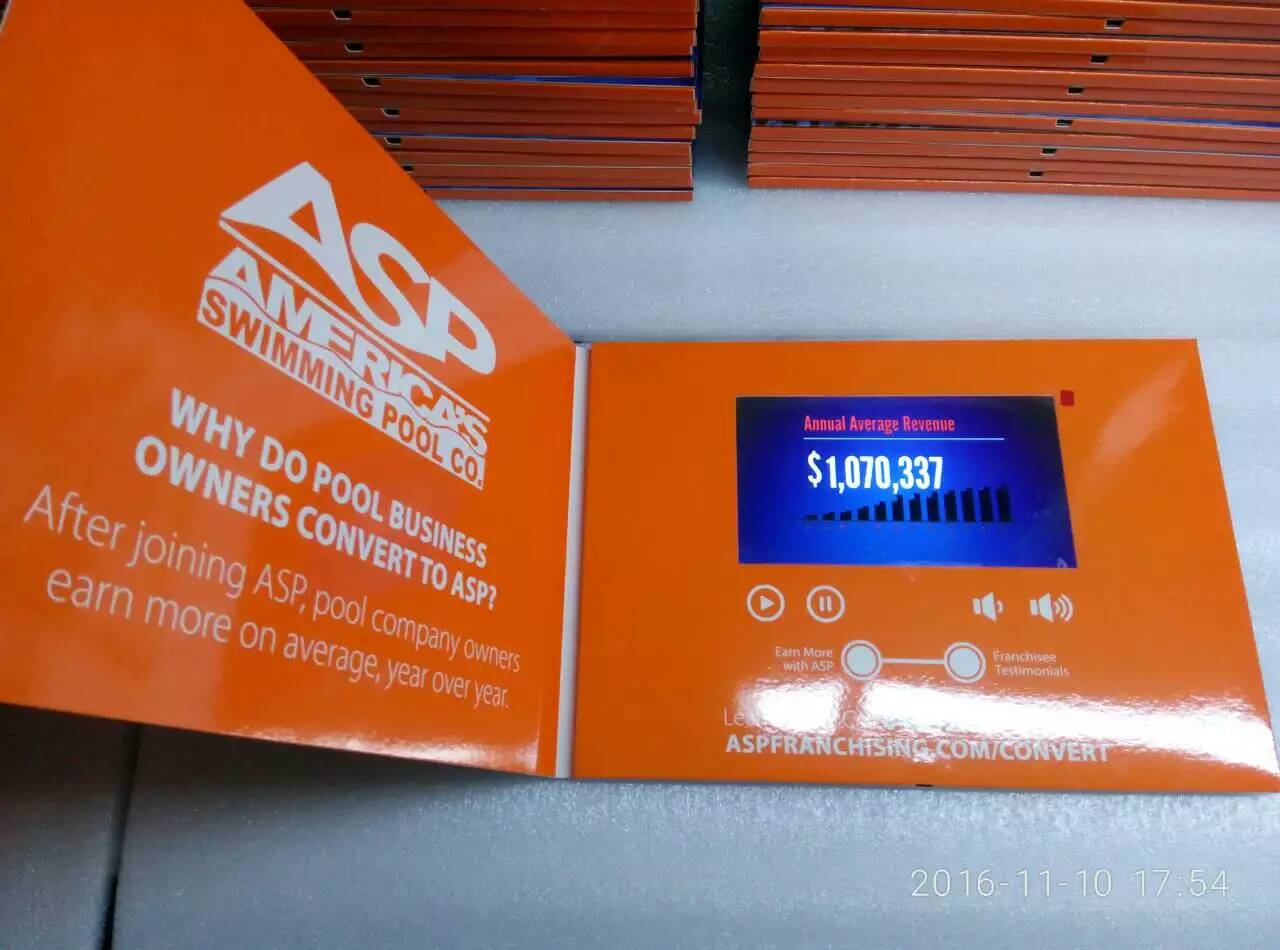 ASP
AMERICA'S
SWIMMING POOL CO.
WHY DO POOL BUSINESS
OWNERS CONVERT TO ASP?
After joining ASP, pool company owners
earn more on average, year over year.
Annual Average Revenue
$1,070,337
Earn More
with ASP
Franchisee
Testimonials
ASPFRANCHISING.COM/CONVERT
2016-11-10 17:54